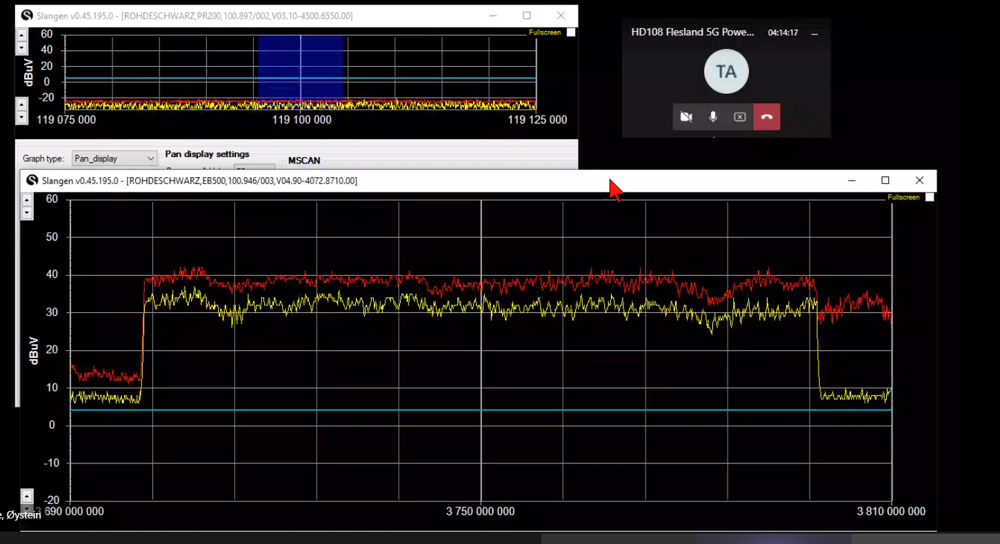 Slangen v0.45.195.0 - [ROHDESCHWARZ,PR200,100.897/002,V03.10-4500.6550.00]
Fullscreen
60
40
20
0
-20
dBuV
119 075 000 119 100 000 119 125 000
HD108 Flesland 5G Powe... 04:14:17
TA
Graph type: Pan_display Pan display settings
MSCAN
Slangen v0.45.195.0 - [ROHDESCHWARZ,EB500,100.946/003,V04.90-4072.8710.00]
Fullscreen
60
50
40
30
20
10
0
-10
-20
dBuV
e, Øystein
3 690 000 000 3 750 000 000 3 810 000 000